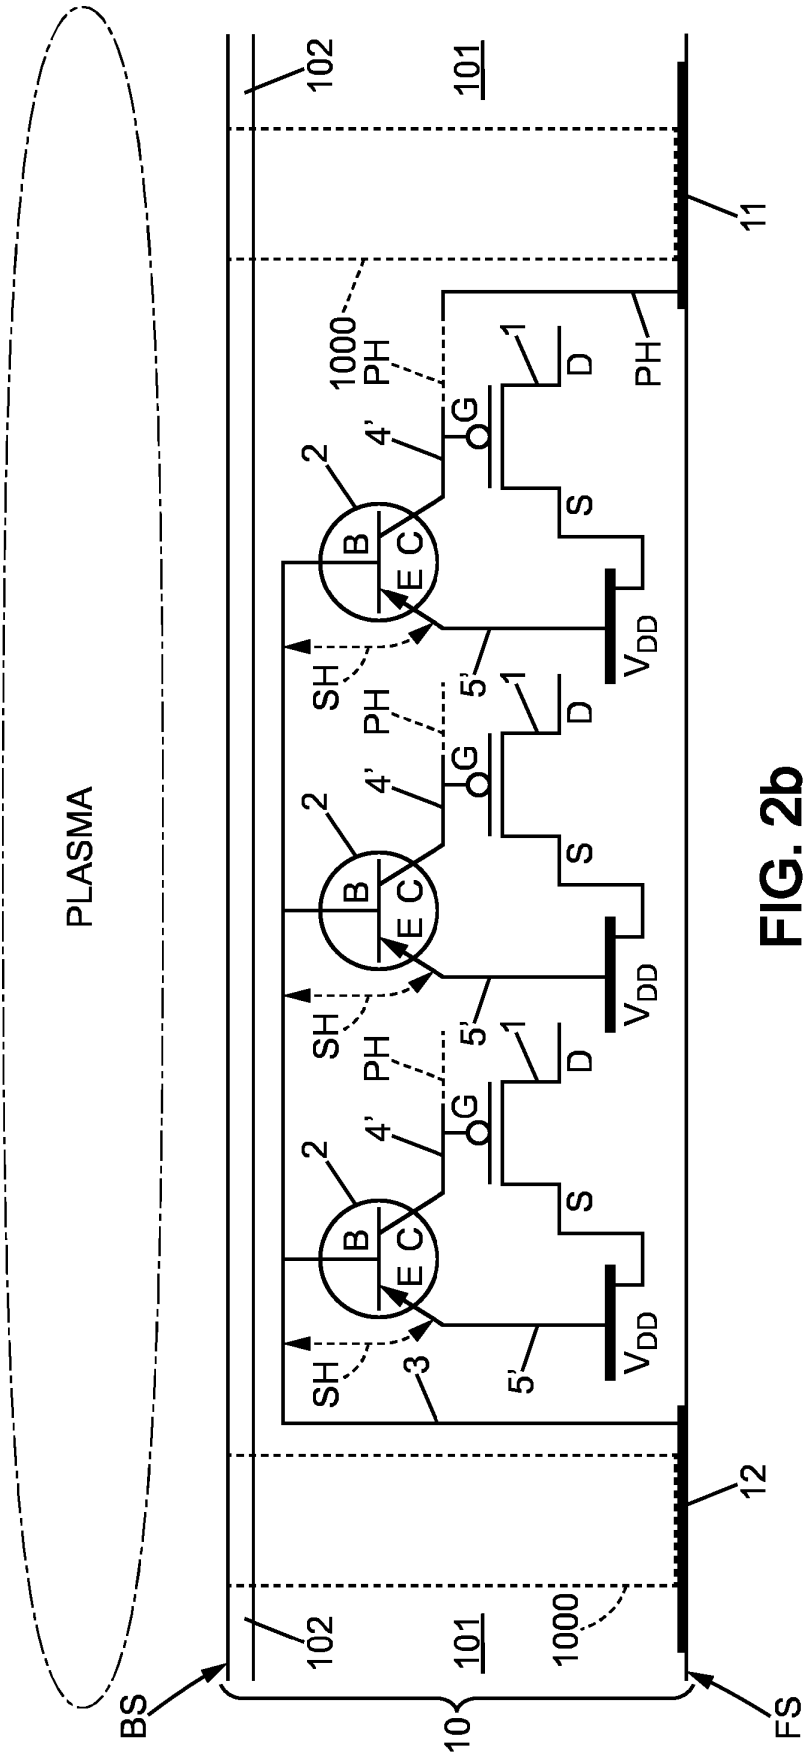 PLASMA
BS
102
102
101
101
1000
1000
10
SH
2
B
E
C
4'
PH
G
1
D
S
5'
V_DD
3
SH
2
B
E
C
4'
PH
G
1
D
S
5'
V_DD
SH
2
B
E
C
4'
PH
G
1
D
S
5'
V_DD
PH
12
11
FS
FIG. 2b